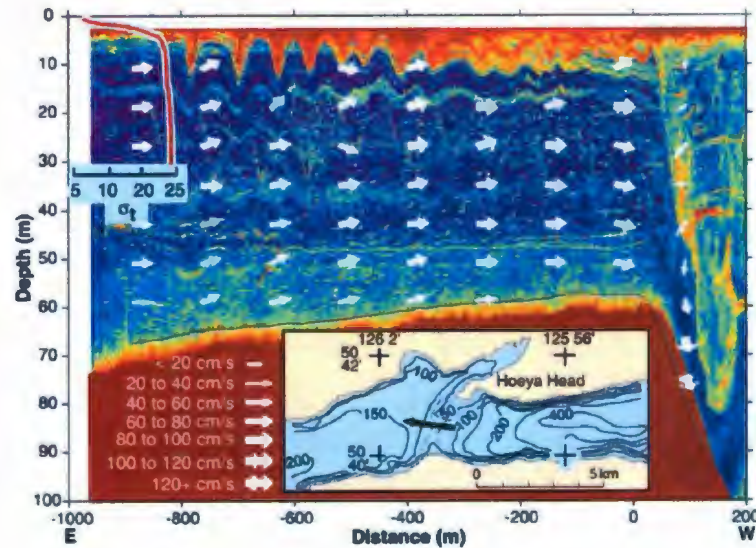 0
10
20
30
40
50
60
70
80
90
100
Depth (m)
5 10 20 25
σt
< 20 cm/s
20 to 40 cm/s
40 to 60 cm/s
60 to 80 cm/s
80 to 100 cm/s
100 to 120 cm/s
120+ cm/s
126 2' 125 56'
50
42'
100
Hoeya Head
150
50
100
200
400
200
50
40'
0 5 km
-1000 -800 -600 -400 -200 0 200
E Distance (m) W